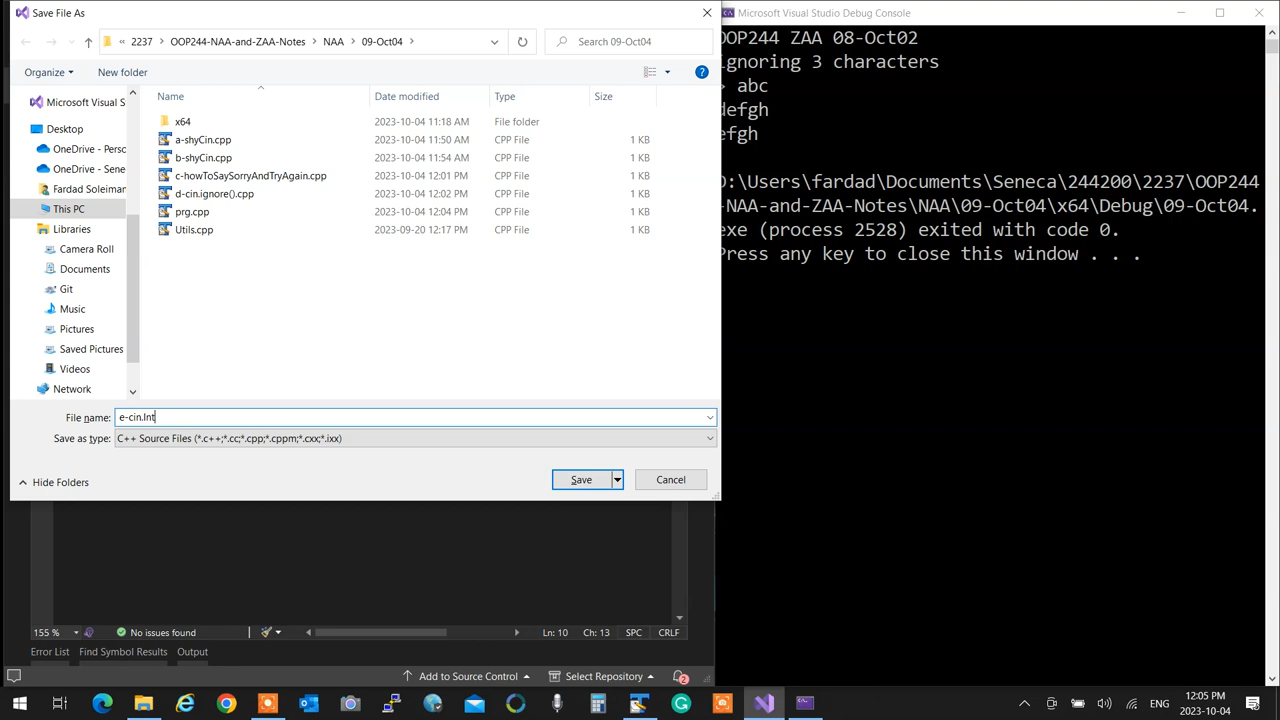 Save File As
Microsoft Visual Studio Debug Console
« 2237 > OOP244-NAA-and-ZAA-Notes > NAA > 09-Oct04 >
Search 09-Oct04
Organize
New folder
Name
Date modified
Type
Size
Microsoft Visual S
Desktop
OneDrive - Persc
OneDrive - Sene
Fardad Soleiman
This PC
Libraries
Camera Roll
Documents
Git
Music
Pictures
Saved Pictures
Videos
Network
x64 2023-10-04 11:18 AM File folder
a-shyCin.cpp 2023-10-04 11:50 AM CPP File 1 KB
b-shyCin.cpp 2023-10-04 11:54 AM CPP File 1 KB
c-howToSaySorryAndTryAgain.cpp 2023-10-04 12:01 PM CPP File 1 KB
d-cin.ignore().cpp 2023-10-04 12:02 PM CPP File 1 KB
prg.cpp 2023-10-04 12:04 PM CPP File 1 KB
Utils.cpp 2023-09-20 12:17 PM CPP File 1 KB
File name: e-cin.Int
Save as type: C++ Source Files (*.c++;*.cc;*.cpp;*.cppm;*.cxx;*.ixx)
Hide Folders
Save
Cancel
OOP244 ZAA 08-Oct02
ignoring 3 characters
> abc
defgh
efgh
D:\Users\fardad\Documents\Seneca\244200\2237\OOP244
-NAA-and-ZAA-Notes\NAA\09-Oct04\x64\Debug\09-Oct04.
exe (process 2528) exited with code 0.
Press any key to close this window . . .
155 %
No issues found
Ln: 10 Ch: 13 SPC CRLF
Error List Find Symbol Results Output
Add to Source Control
Select Repository
2
ENG
12:05 PM
2023-10-04